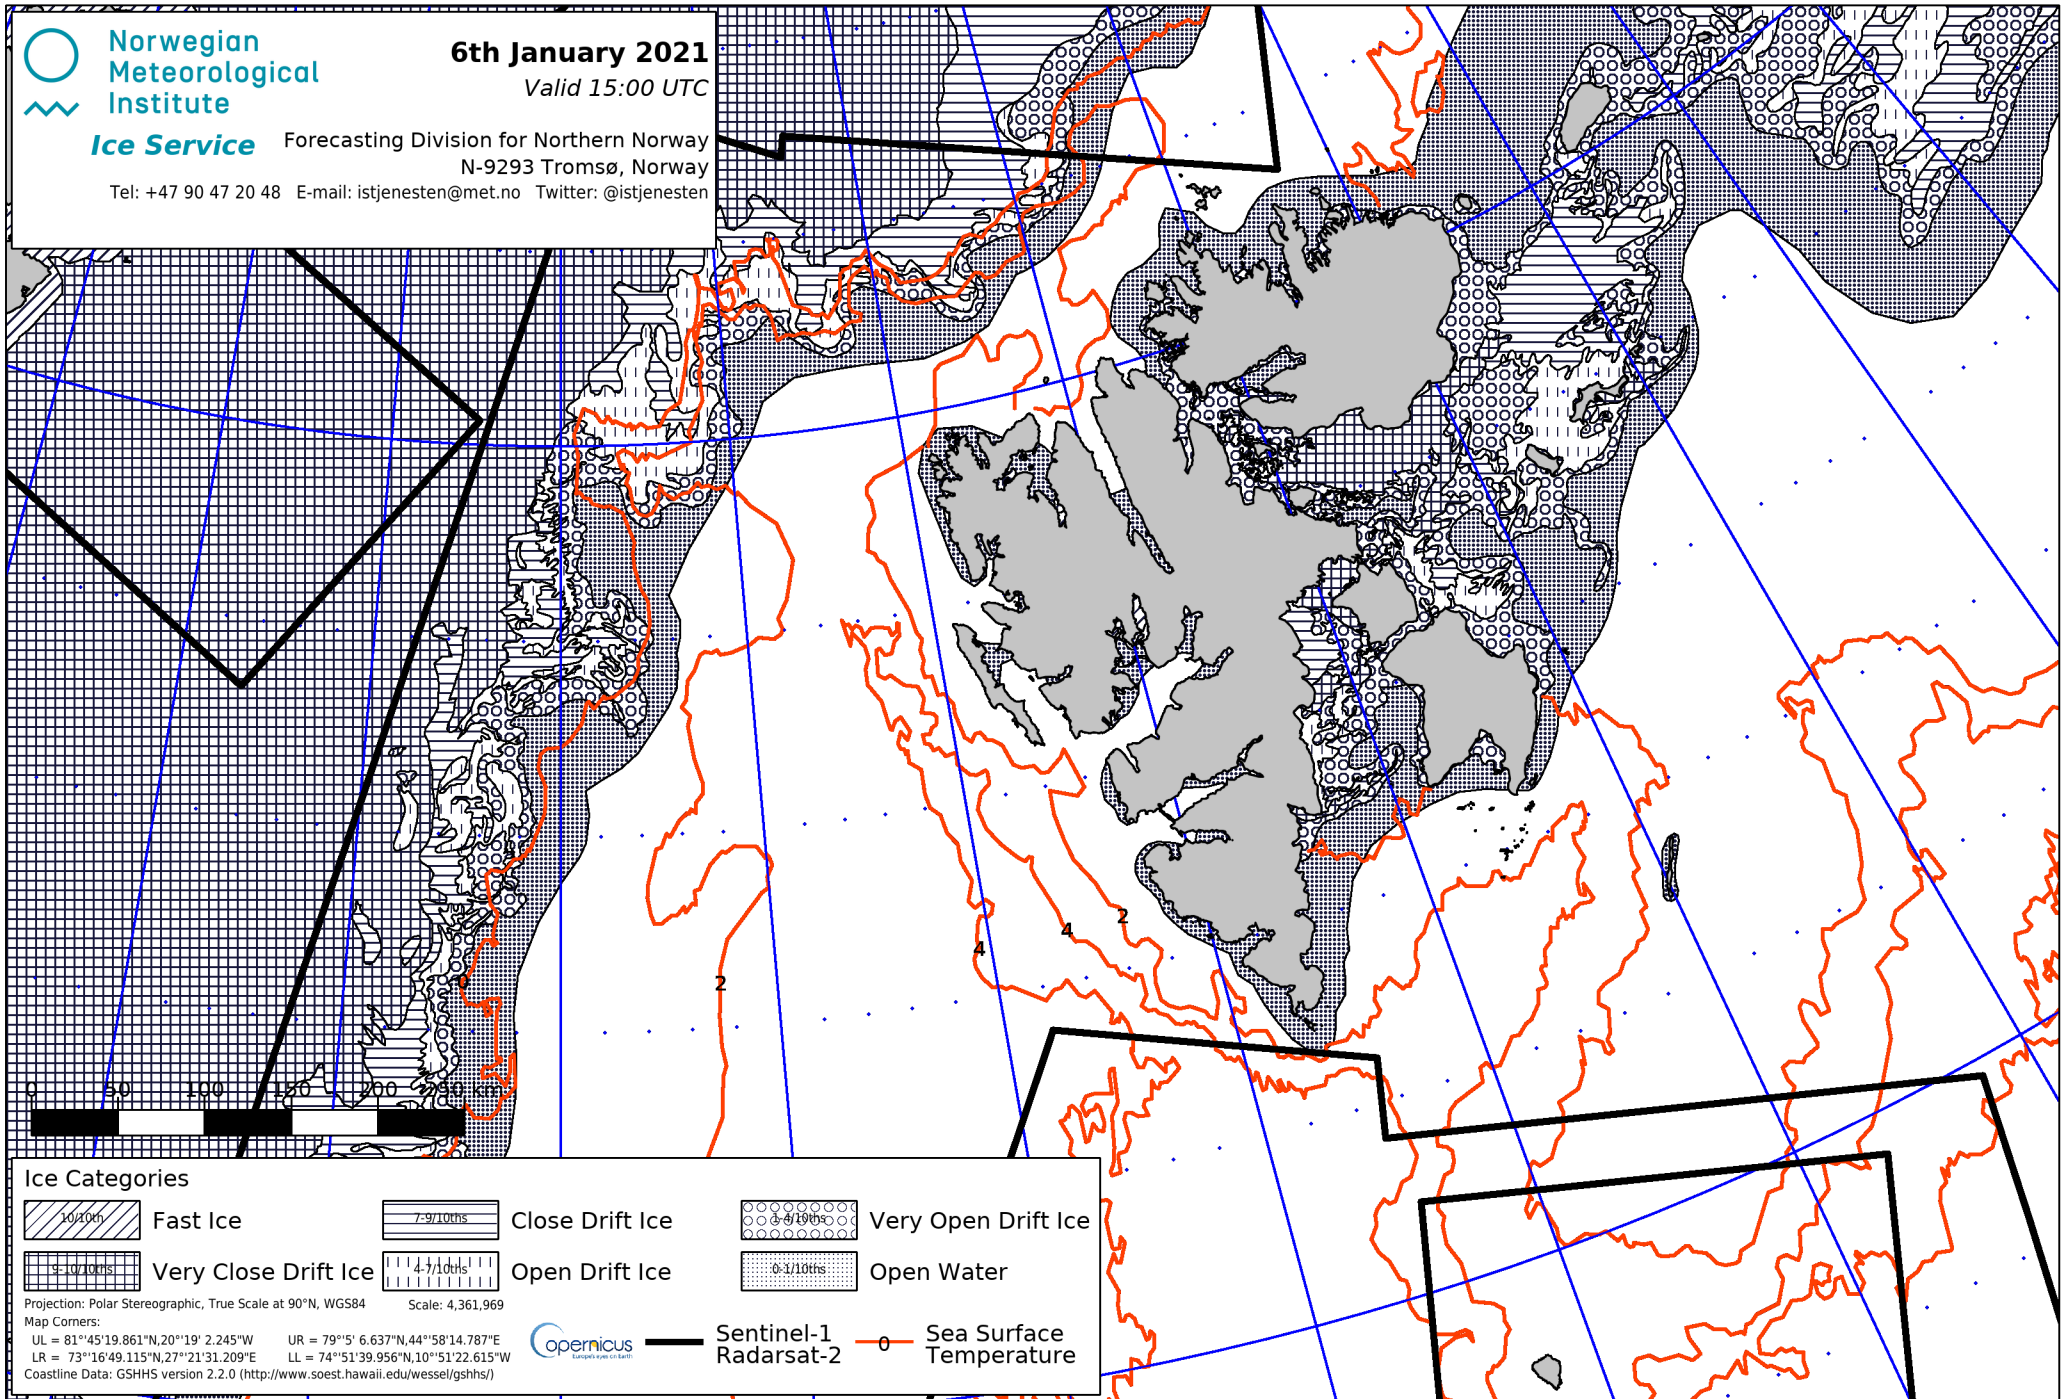 Norwegian
Meteorological
Institute
Ice Service
6th January 2021
Valid 15:00 UTC
Forecasting Division for Northern Norway
N-9293 Tromsø, Norway
Tel: +47 90 47 20 48 E-mail: istjenesten@met.no Twitter: @istjenesten
2
4
4
2
0
0 50 100 150 200 250 km
Ice Categories
10/10th Fast Ice
7-9/10ths Close Drift Ice
1-4/10ths Very Open Drift Ice
9-10/10ths Very Close Drift Ice
4-7/10ths Open Drift Ice
0-1/10ths Open Water
Projection: Polar Stereographic, True Scale at 90°N, WGS84 Scale: 4,361,969
Map Corners:
UL = 81°'45'19.861"N,20°'19' 2.245"W UR = 79°'5' 6.637"N,44°'58'14.787"E
LR = 73°'16'49.115"N,27°'21'31.209"E LL = 74°'51'39.956"N,10°'51'22.615"W
Coastline Data: GSHHS version 2.2.0 (http://www.soest.hawaii.edu/wessel/gshhs/)
opernicus
Europe's eyes on Earth
Sentinel-1
Radarsat-2
0
Sea Surface
Temperature